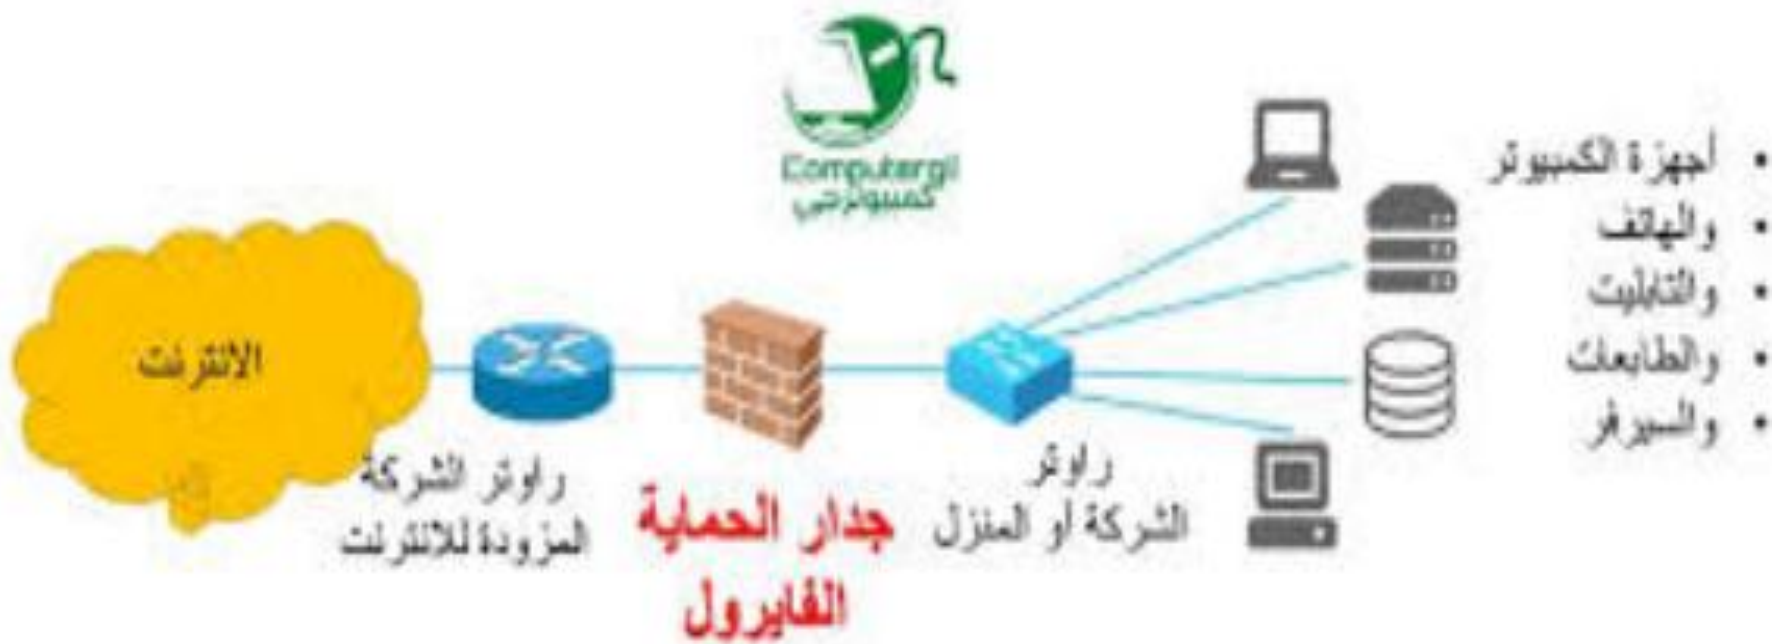 Computergi
كمبيوترجي
الانترنت
راوتر الشركة
المزودة للانترنت
جدار الحماية
الفايرول
راوتر
الشركة أو المنزل
• أجهزة الكمبيوتر
• والهاتف
• والتابليت
• والطابعات
• والسيرفر